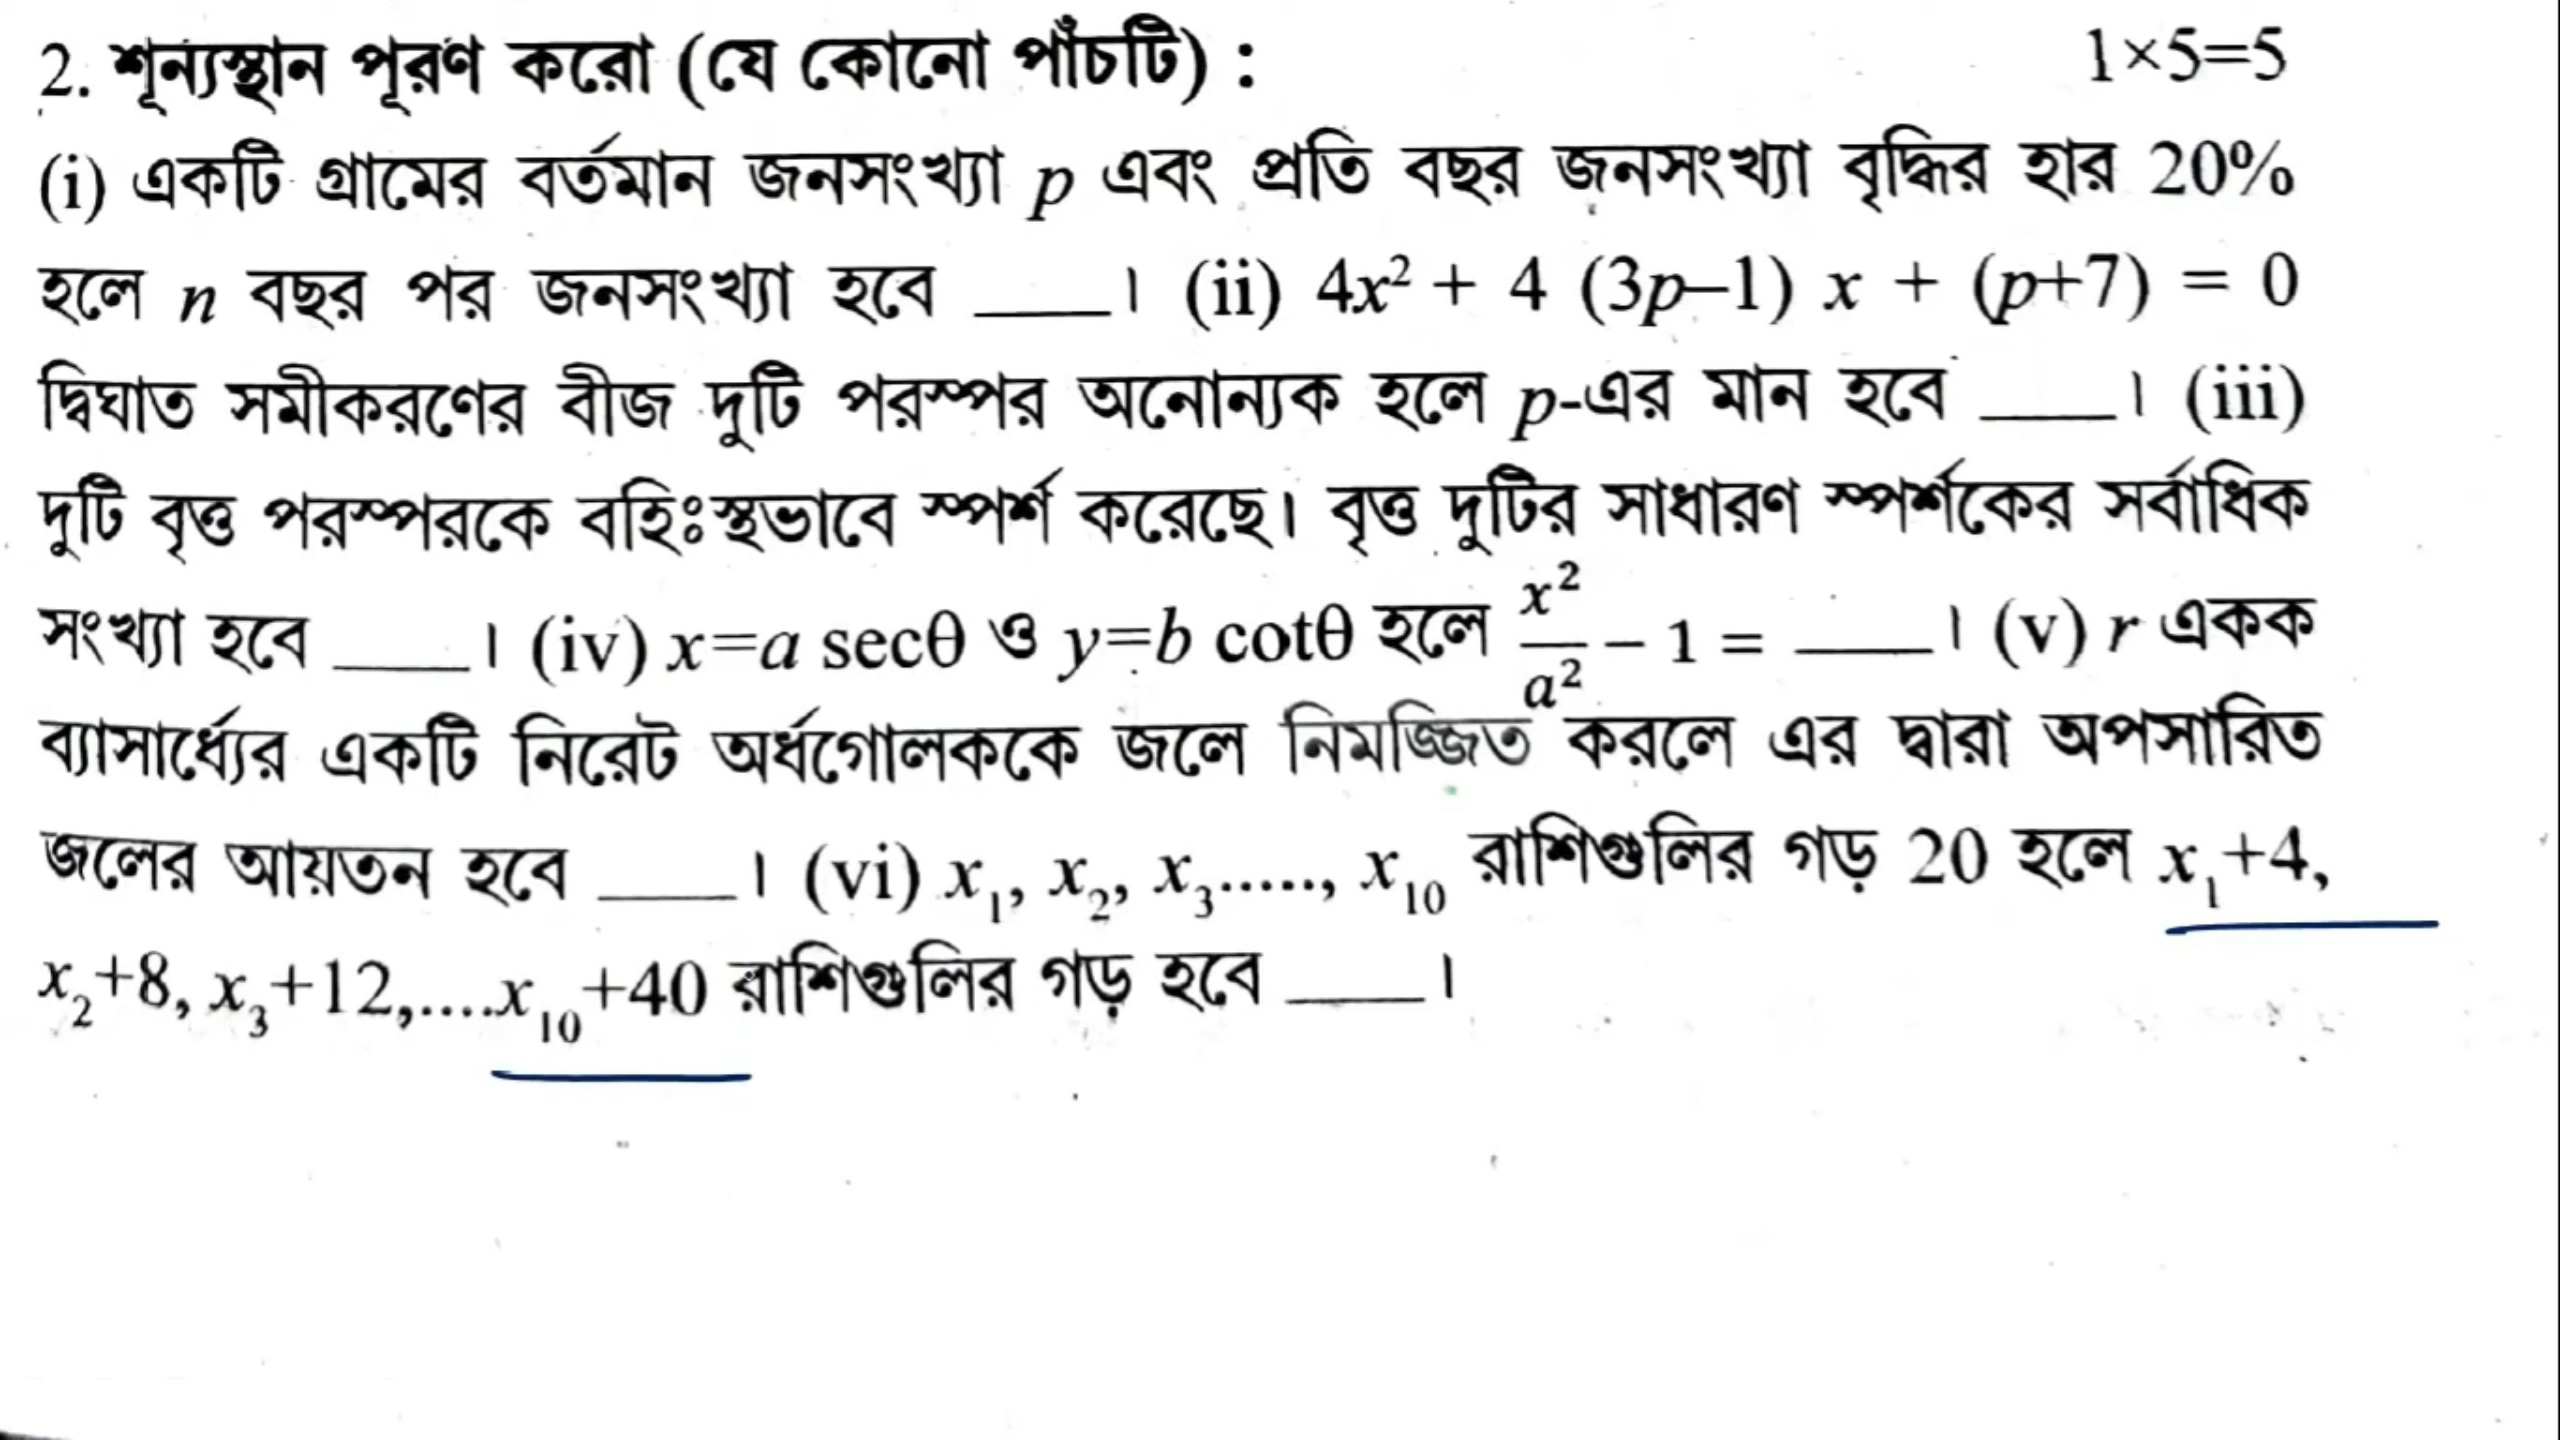 2. শূন্যস্থান পূরণ করো (যে কোনো পাঁচটি) : 1×5=5
(i) একটি গ্রামের বর্তমান জনসংখ্যা p এবং প্রতি বছর জনসংখ্যা বৃদ্ধির হার 20%
হলে n বছর পর জনসংখ্যা হবে ____। (ii) 4x² + 4 (3p–1) x + (p+7) = 0
দ্বিঘাত সমীকরণের বীজ দুটি পরস্পর অনোন্যক হলে p-এর মান হবে ____। (iii)
দুটি বৃত্ত পরস্পরকে বহিঃস্থভাবে স্পর্শ করেছে। বৃত্ত দুটির সাধারণ স্পর্শকের সর্বাধিক
সংখ্যা হবে ____। (iv) x=a secθ ও y=b cotθ হলে x²/a² – 1 = ____। (v) r একক
ব্যাসার্ধ্যের একটি নিরেট অর্ধগোলককে জলে নিমজ্জিত করলে এর দ্বারা অপসারিত
জলের আয়তন হবে ____। (vi) x₁, x₂, x₃....., x₁₀ রাশিগুলির গড় 20 হলে x₁+4,
x₂+8, x₃+12,....x₁₀+40 রাশিগুলির গড় হবে ____।